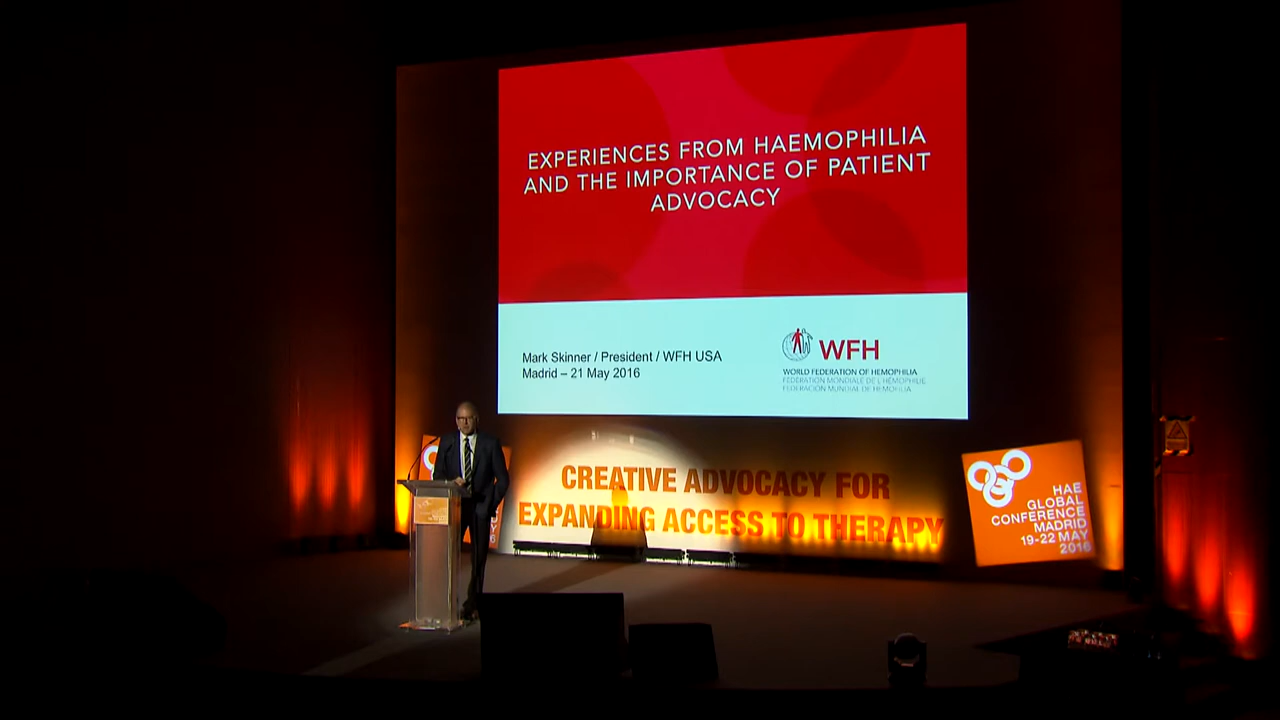 EXPERIENCES FROM HAEMOPHILIA
AND THE IMPORTANCE OF PATIENT
ADVOCACY
Mark Skinner / President / WFH USA
Madrid – 21 May 2016
WFH
WORLD FEDERATION OF HEMOPHILIA
FÉDÉRATION MONDIALE DE L'HÉMOPHILIE
FEDERACIÓN MUNDIAL DE HEMOFILIA
CREATIVE ADVOCACY FOR
EXPANDING ACCESS TO THERAPY
HAE
GLOBAL
CONFERENCE
MADRID
19-22 MAY
2016